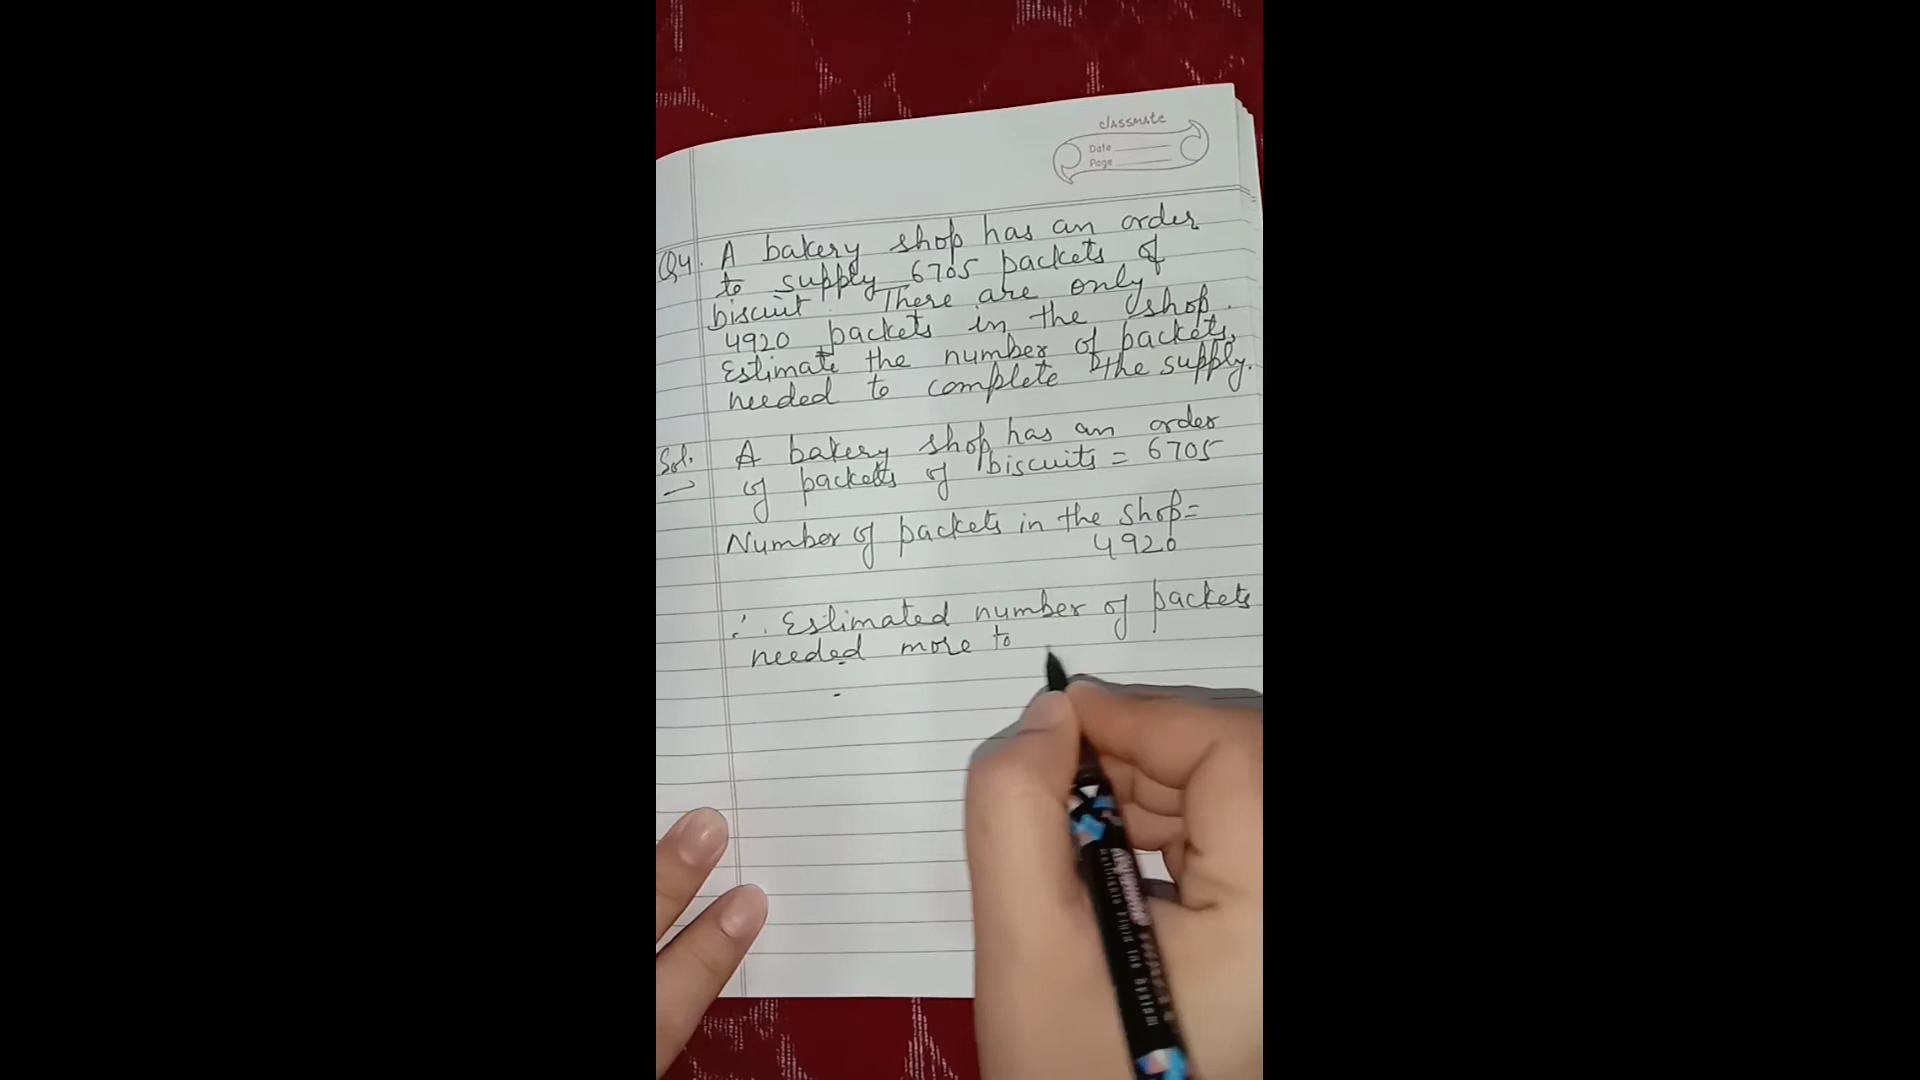 classmate
Date
Page
Q4. A bakery shop has an order
to supply 6705 packets of
biscuit. There are only
4920 packets in the shop.
Estimate the number of packets
needed to complete the supply.
Sol. A bakery shop has an order
→ of packets of biscuits = 6705
Number of packets in the shop =
4920
∴ Estimated number of packets
needed more to